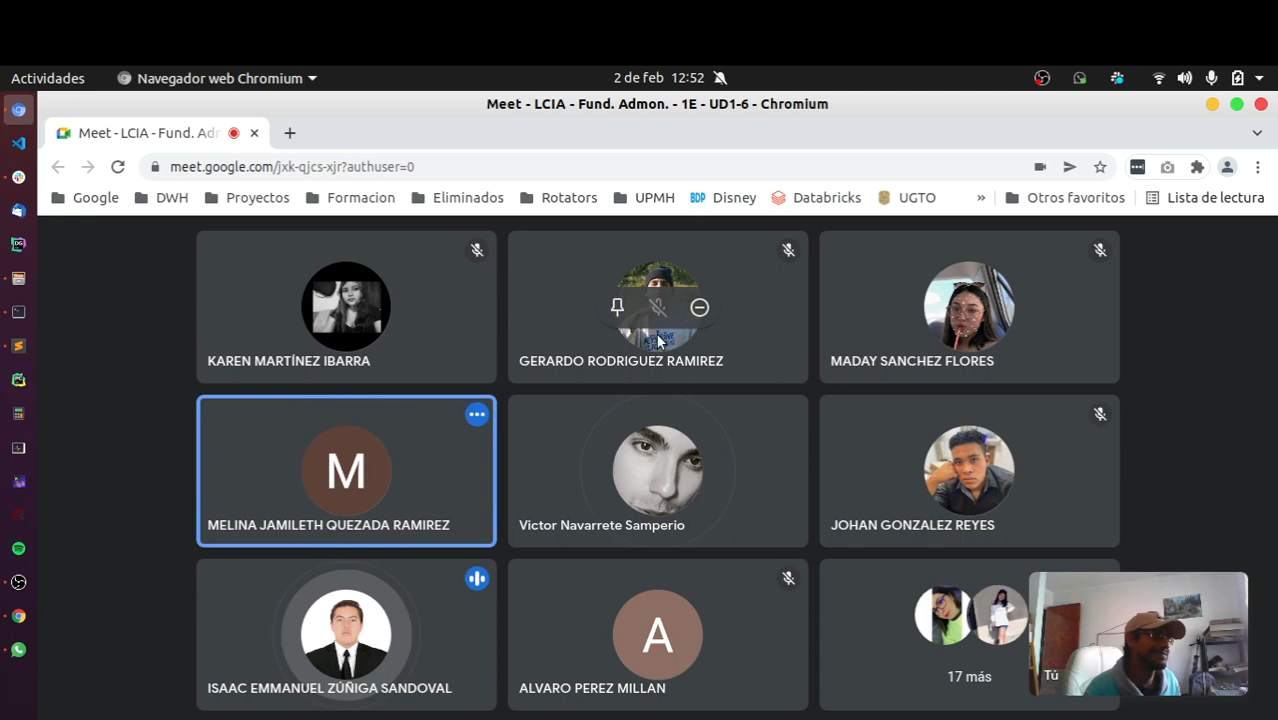 Actividades
Navegador web Chromium
2 de feb 12:52
Meet - LCIA - Fund. Admon. - 1E - UD1-6 - Chromium
Meet - LCIA - Fund. Adm
meet.google.com/jxk-qjcs-xjr?authuser=0
Google
DWH
Proyectos
Formacion
Eliminados
Rotators
UPMH
BDP Disney
Databricks
UGTO
»
Otros favoritos
Lista de lectura
KAREN MARTÍNEZ IBARRA
GERARDO RODRIGUEZ RAMIREZ
MADAY SANCHEZ FLORES
M
MELINA JAMILETH QUEZADA RAMIREZ
Victor Navarrete Samperio
JOHAN GONZALEZ REYES
ISAAC EMMANUEL ZÚÑIGA SANDOVAL
A
ALVARO PEREZ MILLAN
17 más
Tú